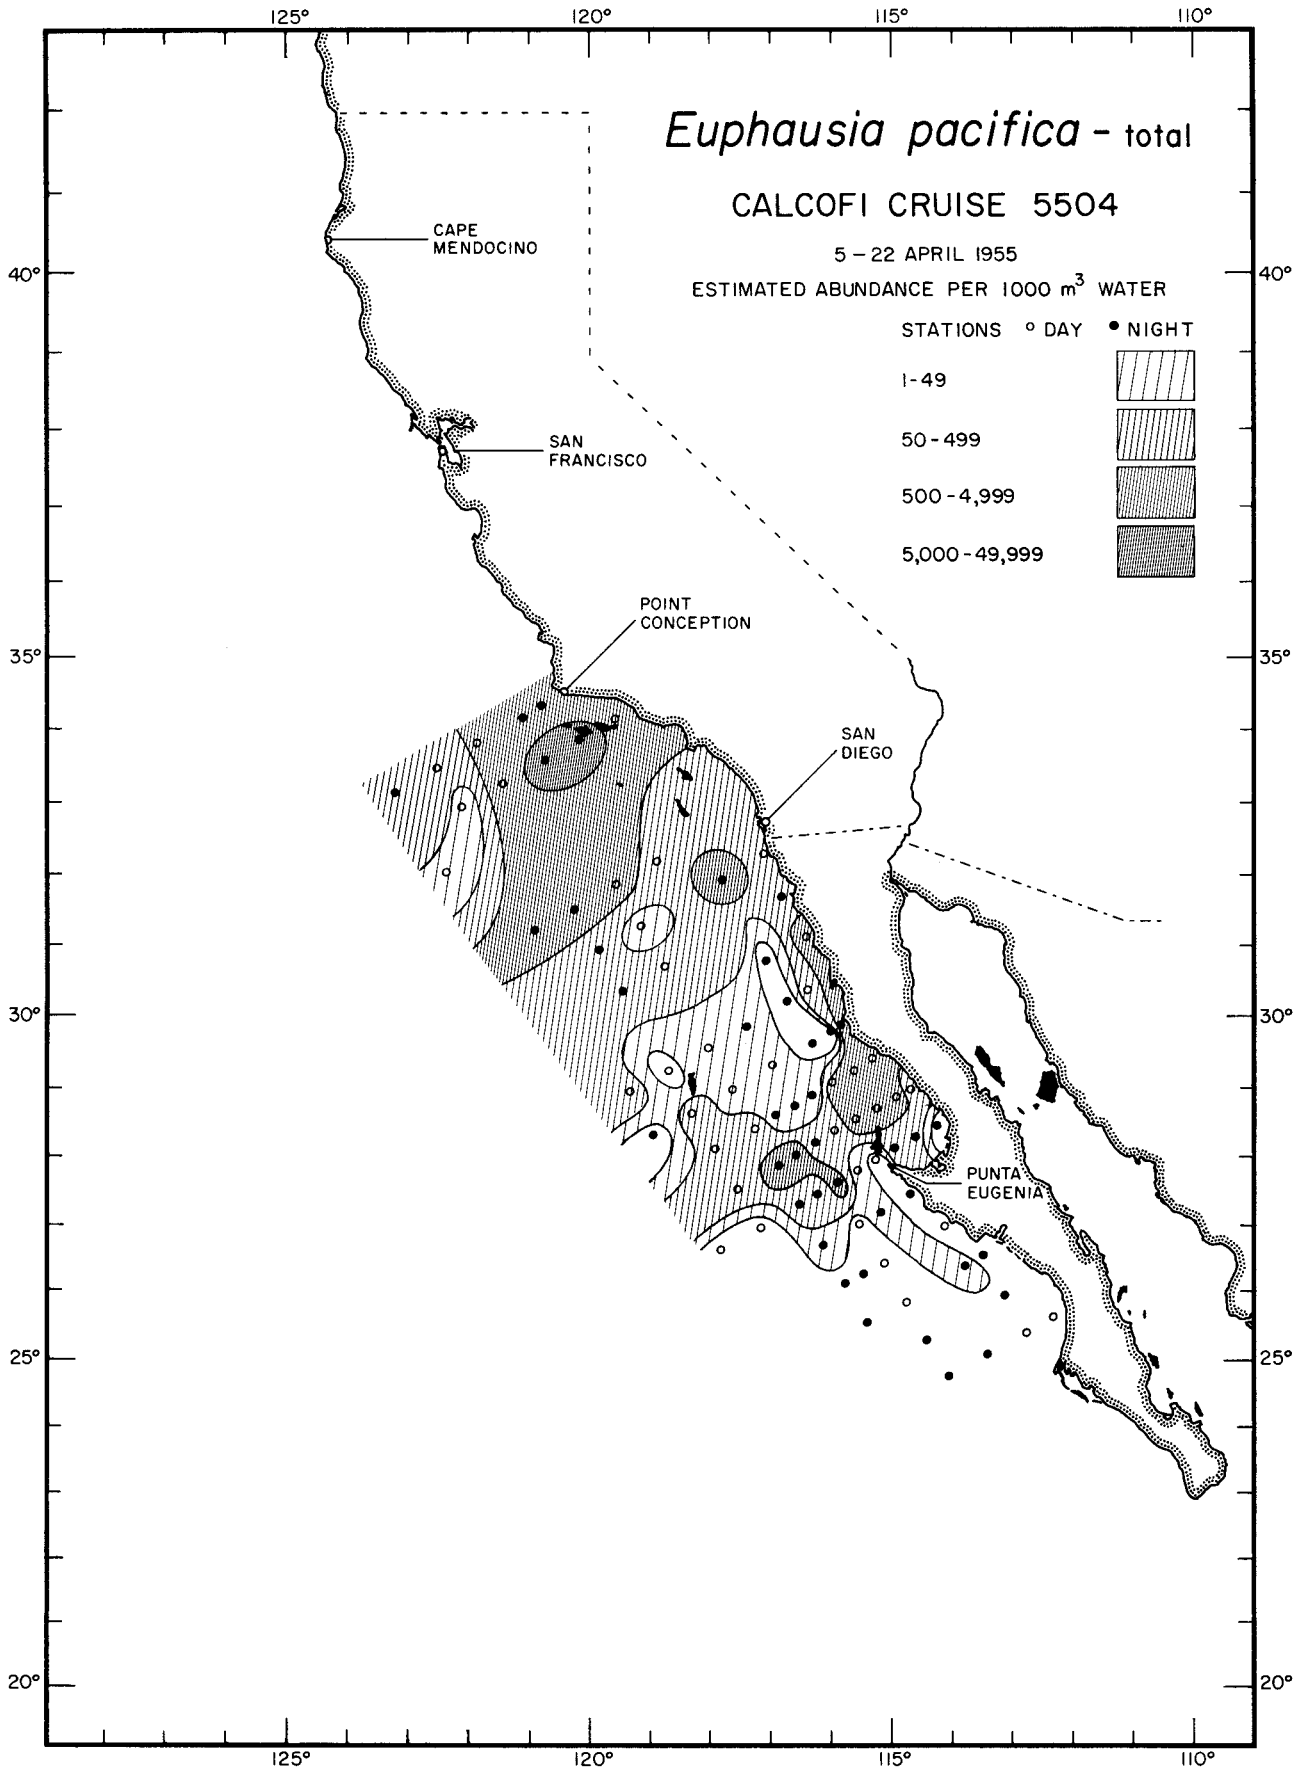 125° 120° 115° 110°
Euphausia pacifica - total
CALCOFI CRUISE 5504
5 – 22 APRIL 1955
ESTIMATED ABUNDANCE PER 1000 m³ WATER
STATIONS ○ DAY ● NIGHT
1-49
50-499
500-4,999
5,000-49,999
CAPE
MENDOCINO
40° 40°
SAN
FRANCISCO
POINT
CONCEPTION
35° 35°
SAN
DIEGO
30° 30°
PUNTA
EUGENIA
25° 25°
20° 20°
125° 120° 115° 110°